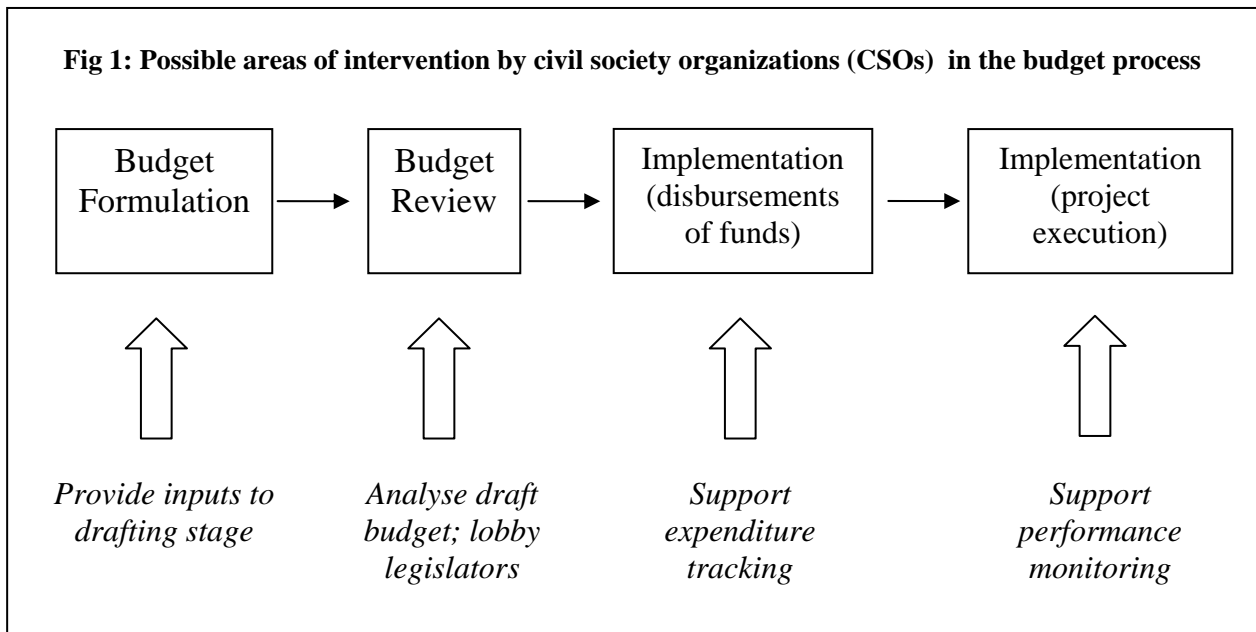 Fig 1: Possible areas of intervention by civil society organizations (CSOs)  in the budget process
Budget
Formulation
Budget
Review
Implementation
(disbursements
of funds)
Implementation
(project
execution)
Provide inputs to
drafting stage
Analyse draft
budget; lobby
legislators
Support
expenditure
tracking
Support
performance
monitoring